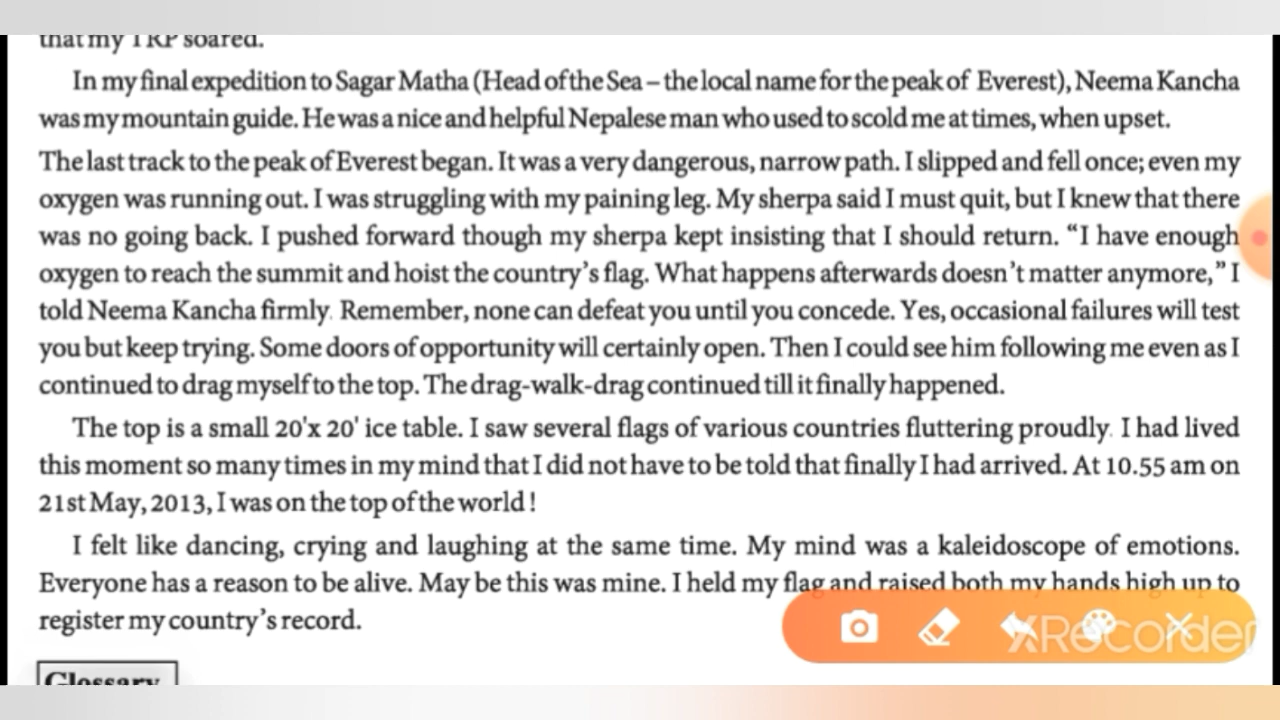 that my TRP soared.
In my final expedition to Sagar Matha (Head of the Sea – the local name for the peak of Everest), Neema Kancha
was my mountain guide. He was a nice and helpful Nepalese man who used to scold me at times, when upset.
The last track to the peak of Everest began. It was a very dangerous, narrow path. I slipped and fell once; even my
oxygen was running out. I was struggling with my paining leg. My sherpa said I must quit, but I knew that there
was no going back. I pushed forward though my sherpa kept insisting that I should return. “I have enough
oxygen to reach the summit and hoist the country’s flag. What happens afterwards doesn’t matter anymore,” I
told Neema Kancha firmly. Remember, none can defeat you until you concede. Yes, occasional failures will test
you but keep trying. Some doors of opportunity will certainly open. Then I could see him following me even as I
continued to drag myself to the top. The drag-walk-drag continued till it finally happened.
The top is a small 20'x 20' ice table. I saw several flags of various countries fluttering proudly. I had lived
this moment so many times in my mind that I did not have to be told that finally I had arrived. At 10.55 am on
21st May, 2013, I was on the top of the world !
I felt like dancing, crying and laughing at the same time. My mind was a kaleidoscope of emotions.
Everyone has a reason to be alive. May be this was mine. I held my flag and raised both my hands high up to
register my country’s record.
XRecorder
Glossary